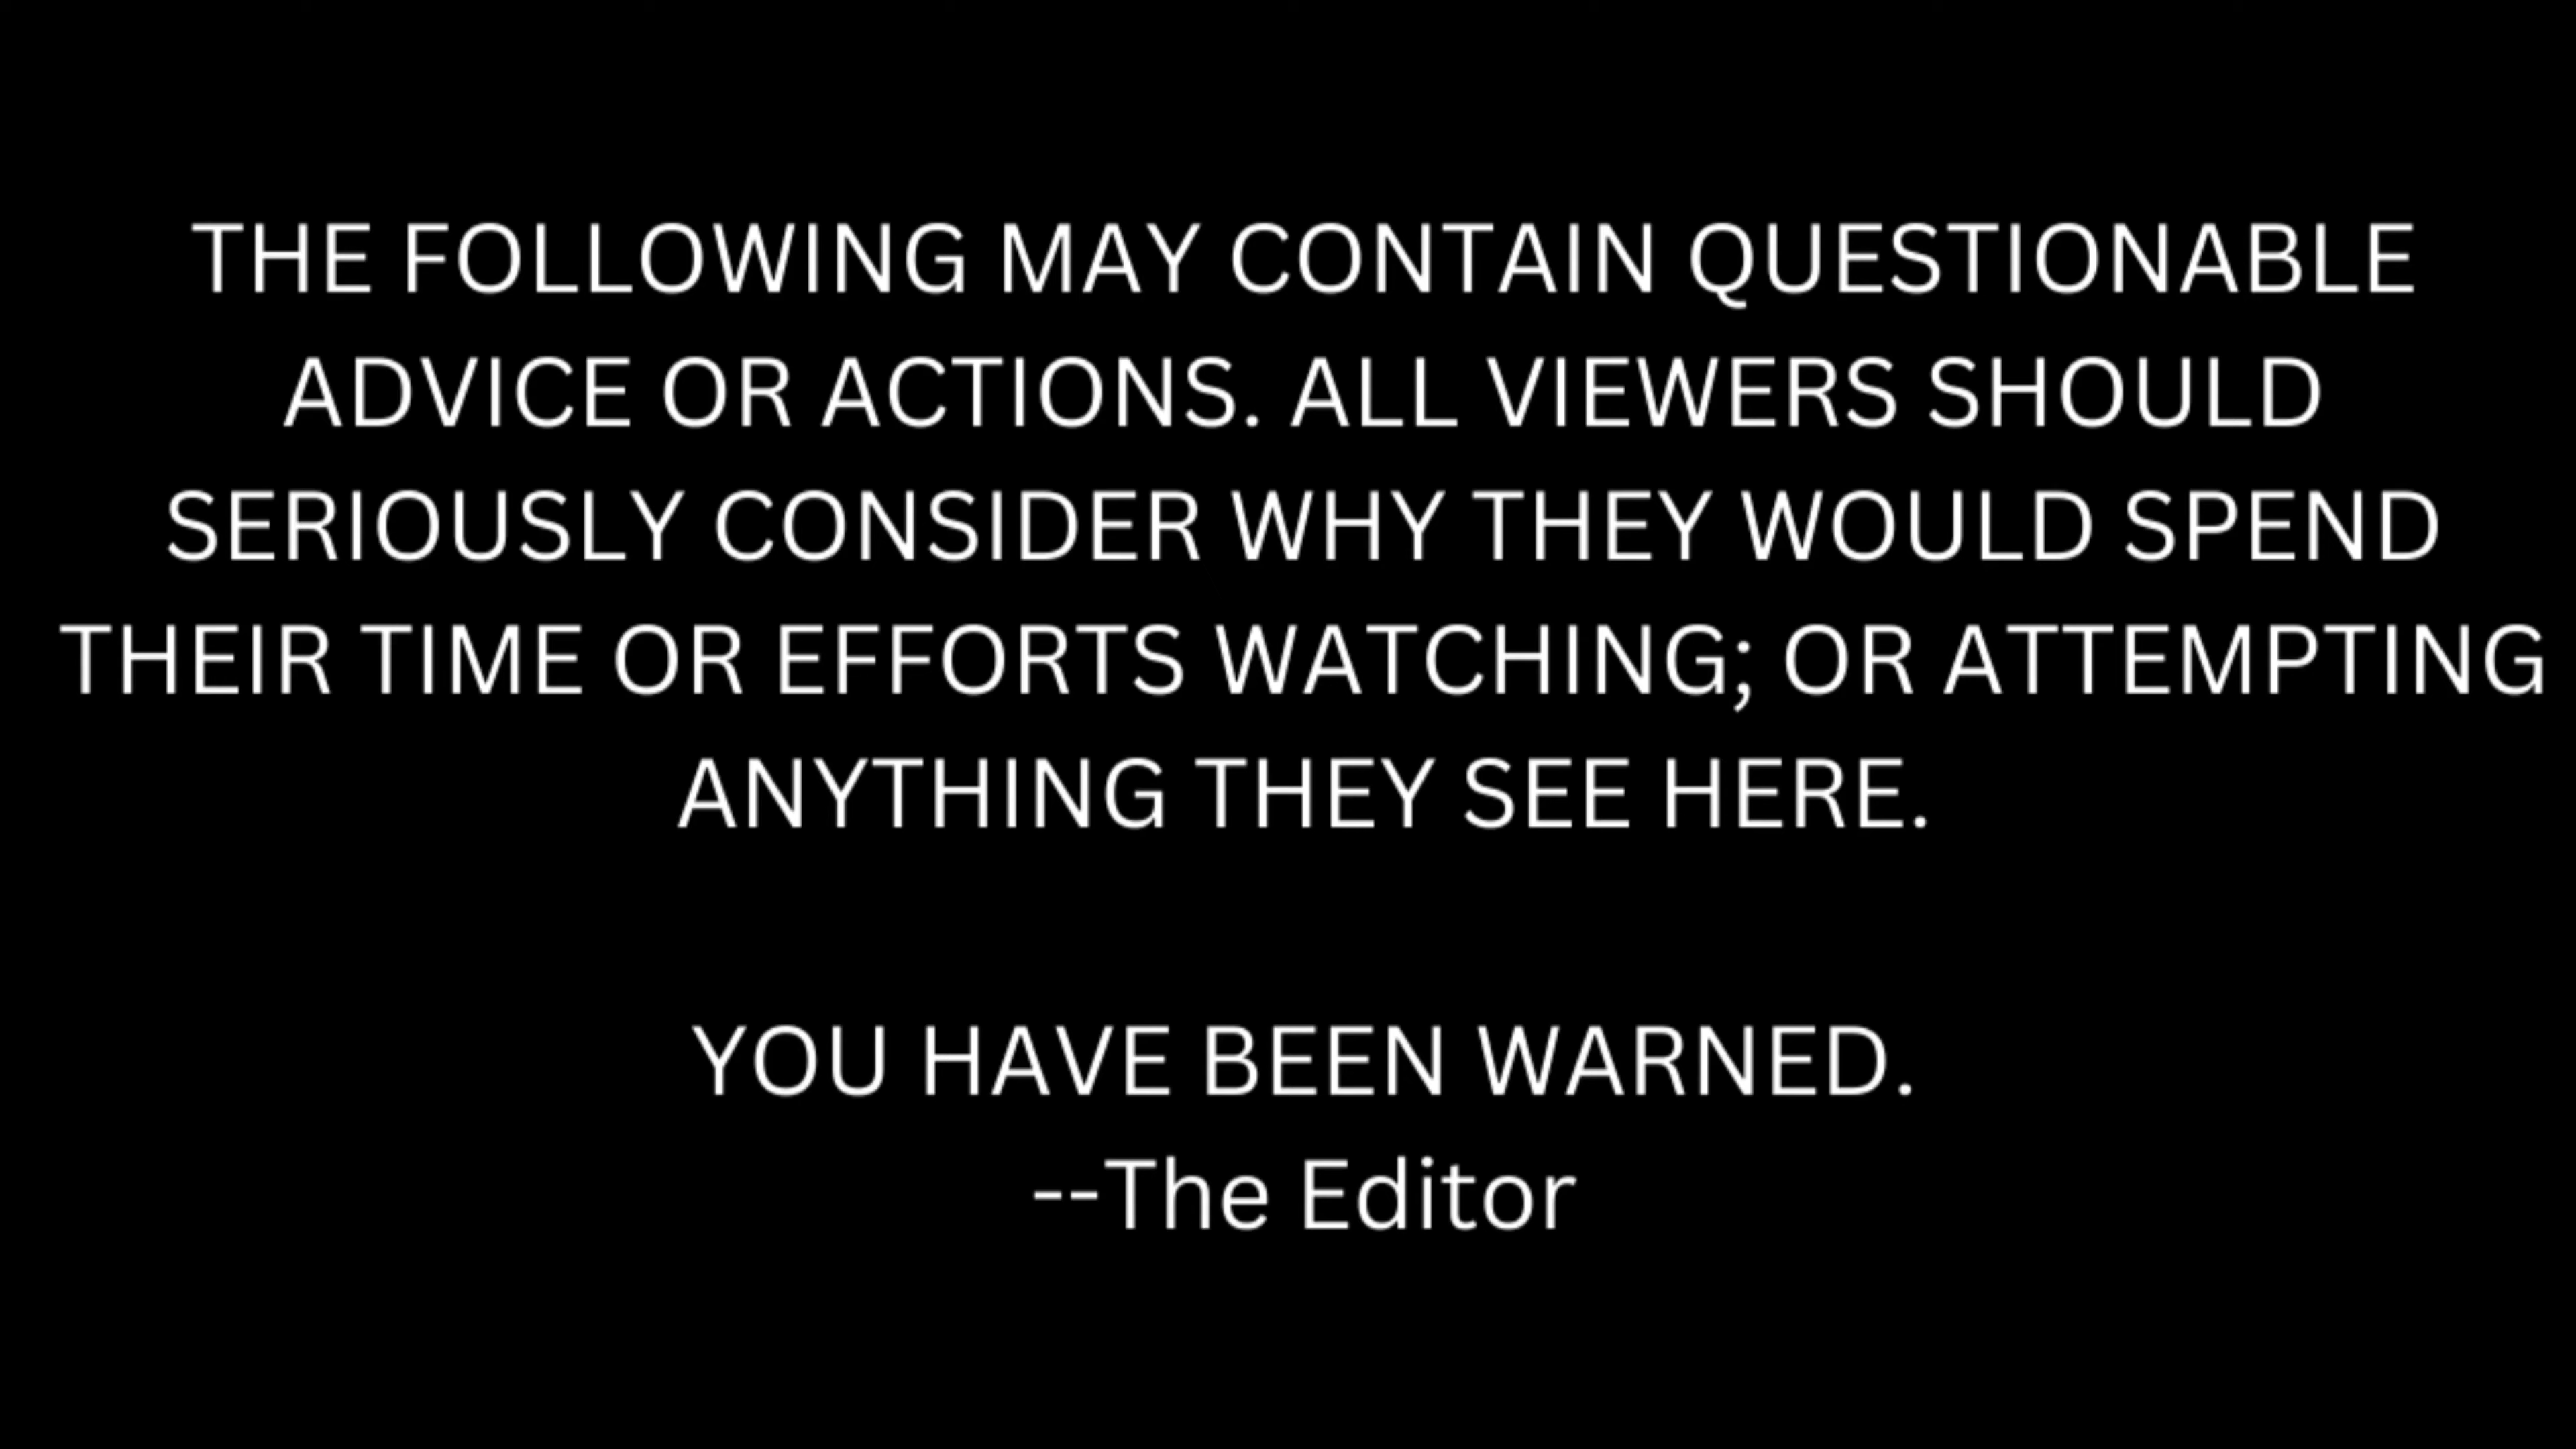 THE FOLLOWING MAY CONTAIN QUESTIONABLE
ADVICE OR ACTIONS. ALL VIEWERS SHOULD
SERIOUSLY CONSIDER WHY THEY WOULD SPEND
THEIR TIME OR EFFORTS WATCHING; OR ATTEMPTING
ANYTHING THEY SEE HERE.
YOU HAVE BEEN WARNED.
--The Editor